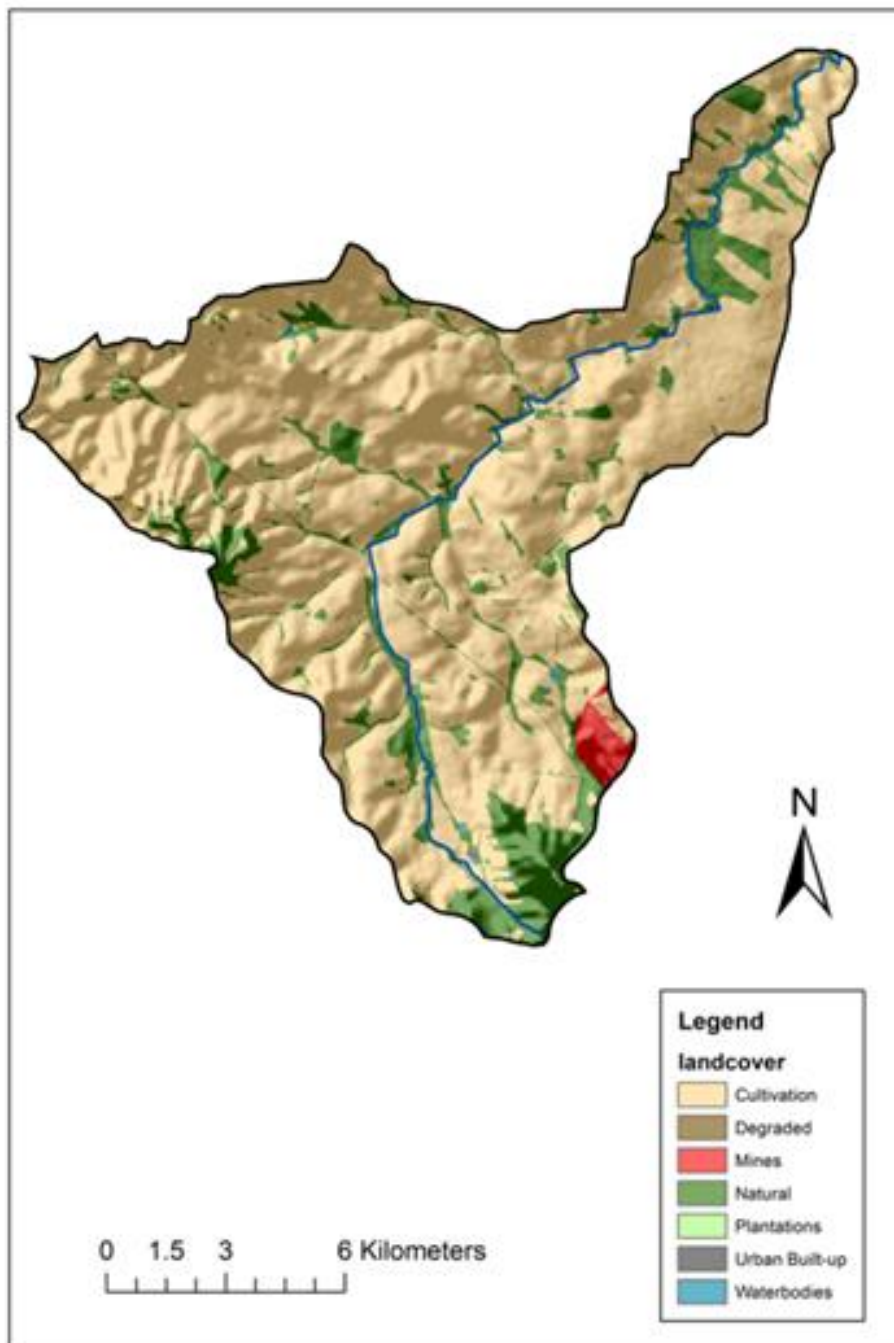 N
Legend
landcover
Cultivation
Degraded
Mines
Natural
Plantations
Urban Built-up
Waterbodies
0 1.5 3 6 Kilometers